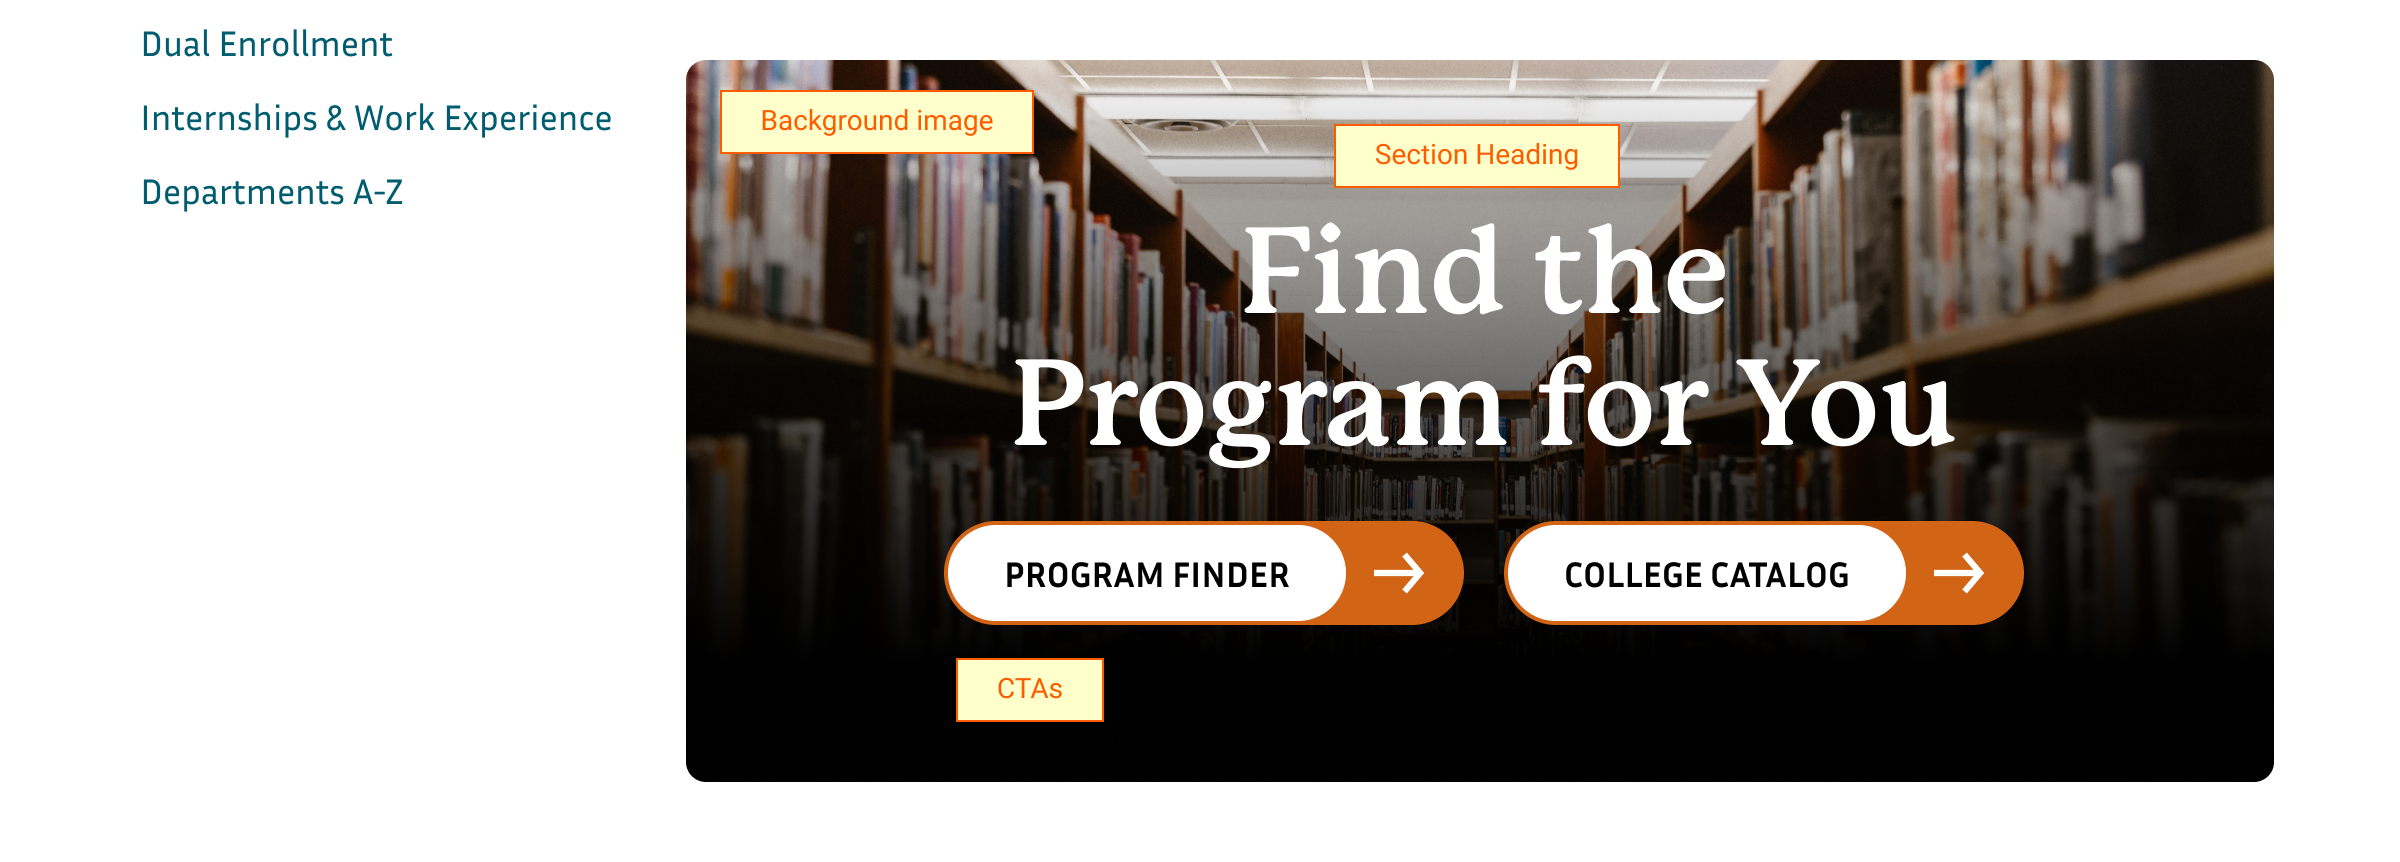 Dual Enrollment
Internships & Work Experience
Departments A-Z
Background image
Section Heading
Find the
Program for You
PROGRAM FINDER
COLLEGE CATALOG
CTAs